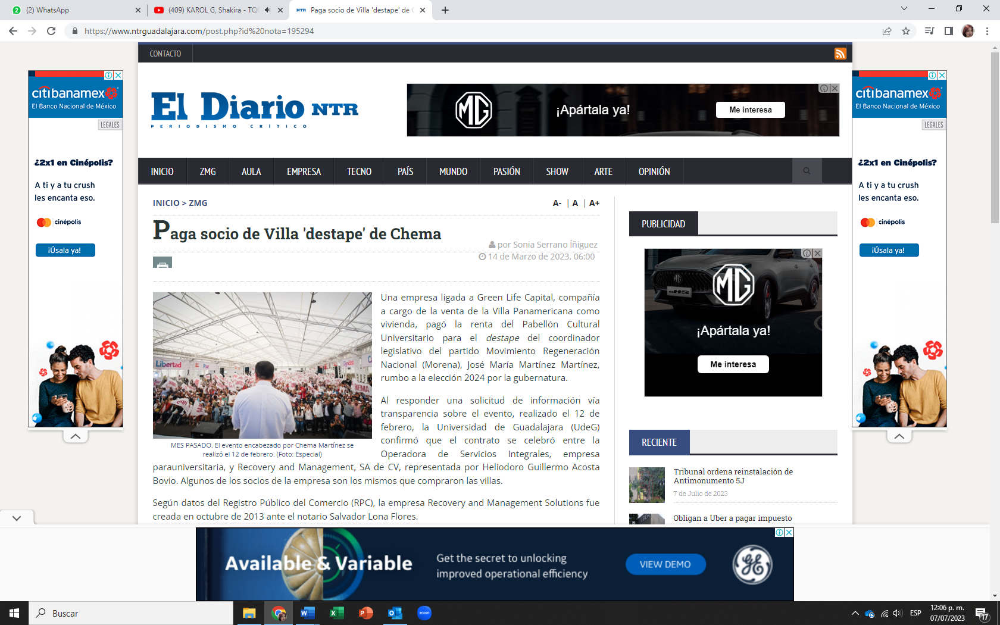 (2) WhatsApp
(409) KAROL G, Shakira - TQG
Paga socio de Villa 'destape' de C
https://www.ntrguadalajara.com/post.php?id%20nota=195294
CONTACTO
El Diario NTR
PERIODISMO CRÍTICO
MG
¡Apártala ya!
Me interesa
citibanamex
El Banco Nacional de México
LEGALES
¿2x1 en Cinépolis?
A ti y a tu crush
les encanta eso.
cinépolis
¡Úsala ya!
citibanamex
El Banco Nacional de México
LEGALES
¿2x1 en Cinépolis?
A ti y a tu crush
les encanta eso.
cinépolis
¡Úsala ya!
INICIO
ZMG
AULA
EMPRESA
TECNO
PAÍS
MUNDO
PASIÓN
SHOW
ARTE
OPINIÓN
INICIO > ZMG
A- | A | A+
Paga socio de Villa 'destape' de Chema
por Sonia Serrano Íñiguez
14 de Marzo de 2023, 06:00
Libertad
MES PASADO. El evento encabezado por Chema Martínez se
realizó el 12 de febrero. (Foto: Especial)
Una empresa ligada a Green Life Capital, compañía
a cargo de la venta de la Villa Panamericana como
vivienda, pagó la renta del Pabellón Cultural
Universitario para el destape del coordinador
legislativo del partido Movimiento Regeneración
Nacional (Morena), José María Martínez Martínez,
rumbo a la elección 2024 por la gubernatura.
Al responder una solicitud de información vía
transparencia sobre el evento, realizado el 12 de
febrero, la Universidad de Guadalajara (UdeG)
confirmó que el contrato se celebró entre la
Operadora de Servicios Integrales, empresa
parauniversitaria, y Recovery and Management, SA de CV, representada por Heliodoro Guillermo Acosta
Bovio. Algunos de los socios de la empresa son los mismos que compraron las villas.
Según datos del Registro Público del Comercio (RPC), la empresa Recovery and Management Solutions fue
creada en octubre de 2013 ante el notario Salvador Lona Flores.
PUBLICIDAD
MG
eHS
¡Apártala ya!
Me interesa
RECIENTE
Tribunal ordena reinstalación de
Antimonumento 5J
7 de Julio de 2023
Obligan a Uber a pagar impuesto
Available & Variable
Get the secret to unlocking
improved operational efficiency
VIEW DEMO
Buscar
zoom
ESP
12:06 p. m.
07/07/2023
17